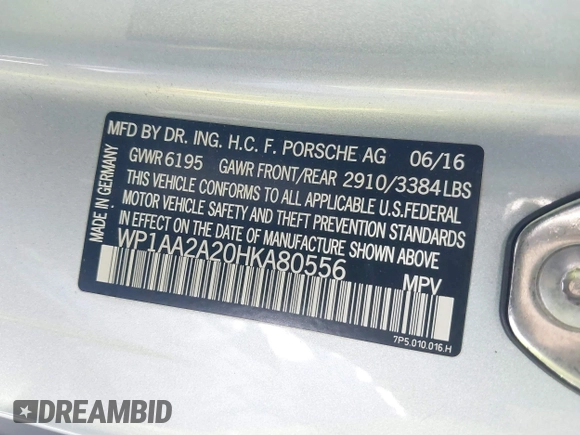 MFD BY DR. ING. H.C. F. PORSCHE AG 06/16
GVWR 6195 GAWR FRONT/REAR 2910/3384 LBS
THIS VEHICLE CONFORMS TO ALL APPLICABLE U.S.FEDERAL
MOTOR VEHICLE SAFETY AND THEFT PREVENTION STANDARDS
IN EFFECT ON THE DATE OF MANUFACTURE SHOWN ABOVE
WP1AA2A20HKA80556
MPV
MADE IN GERMANY
7P5.010.016.H
DREAMBID